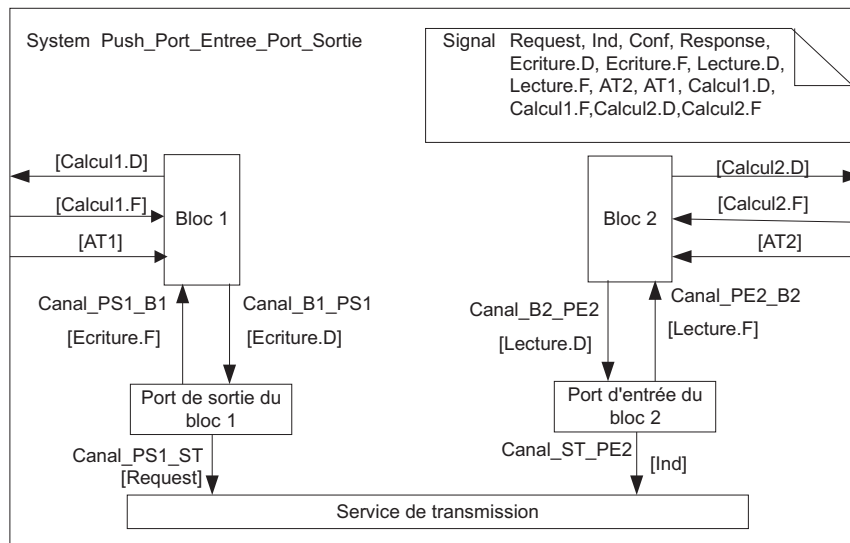 System Push_Port_Entree_Port_Sortie
Signal Request, Ind, Conf, Response,
Ecriture.D, Ecriture.F, Lecture.D,
Lecture.F, AT2, AT1, Calcul1.D,
Calcul1.F,Calcul2.D,Calcul2.F
[Calcul1.D]
[Calcul1.F]
[AT1]
Bloc 1
Bloc 2
[Calcul2.D]
[Calcul2.F]
[AT2]
Canal_PS1_B1
[Ecriture.F]
Canal_B1_PS1
[Ecriture.D]
Canal_B2_PE2
[Lecture.D]
Canal_PE2_B2
[Lecture.F]
Port de sortie du
bloc 1
Port d'entrée du
bloc 2
Canal_PS1_ST
[Request]
Canal_ST_PE2
[Ind]
Service de transmission